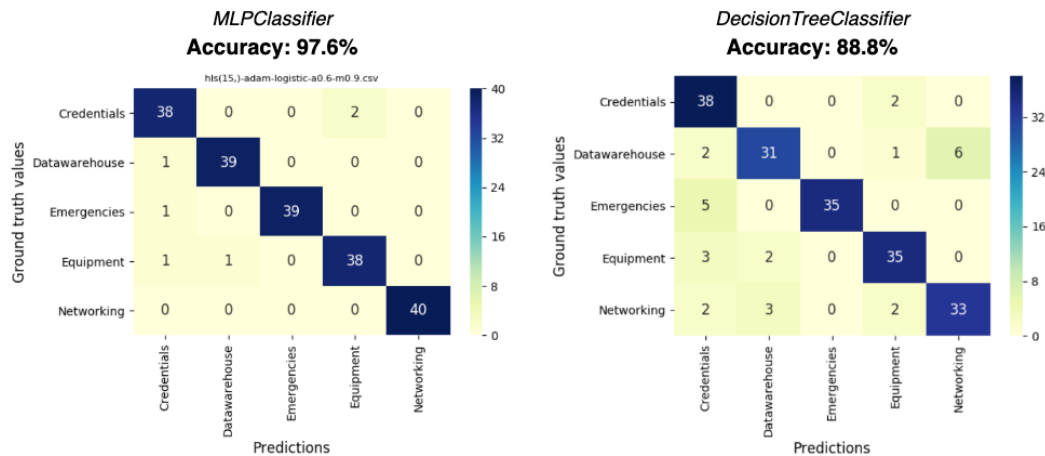 MLPClassifier
Accuracy: 97.6%
hls(15,)-adam-logistic-a0.6-m0.9.csv
Ground truth values
Credentials 38 0 0 2 0
Datawarehouse 1 39 0 0 0
Emergencies 1 0 39 0 0
Equipment 1 1 0 38 0
Networking 0 0 0 0 40
Credentials
Datawarehouse
Emergencies
Equipment
Networking
Predictions
40
32
24
16
8
0
DecisionTreeClassifier
Accuracy: 88.8%
Ground truth values
Credentials 38 0 0 2 0
Datawarehouse 2 31 0 1 6
Emergencies 5 0 35 0 0
Equipment 3 2 0 35 0
Networking 2 3 0 2 33
Credentials
Datawarehouse
Emergencies
Equipment
Networking
Predictions
32
24
16
8
0